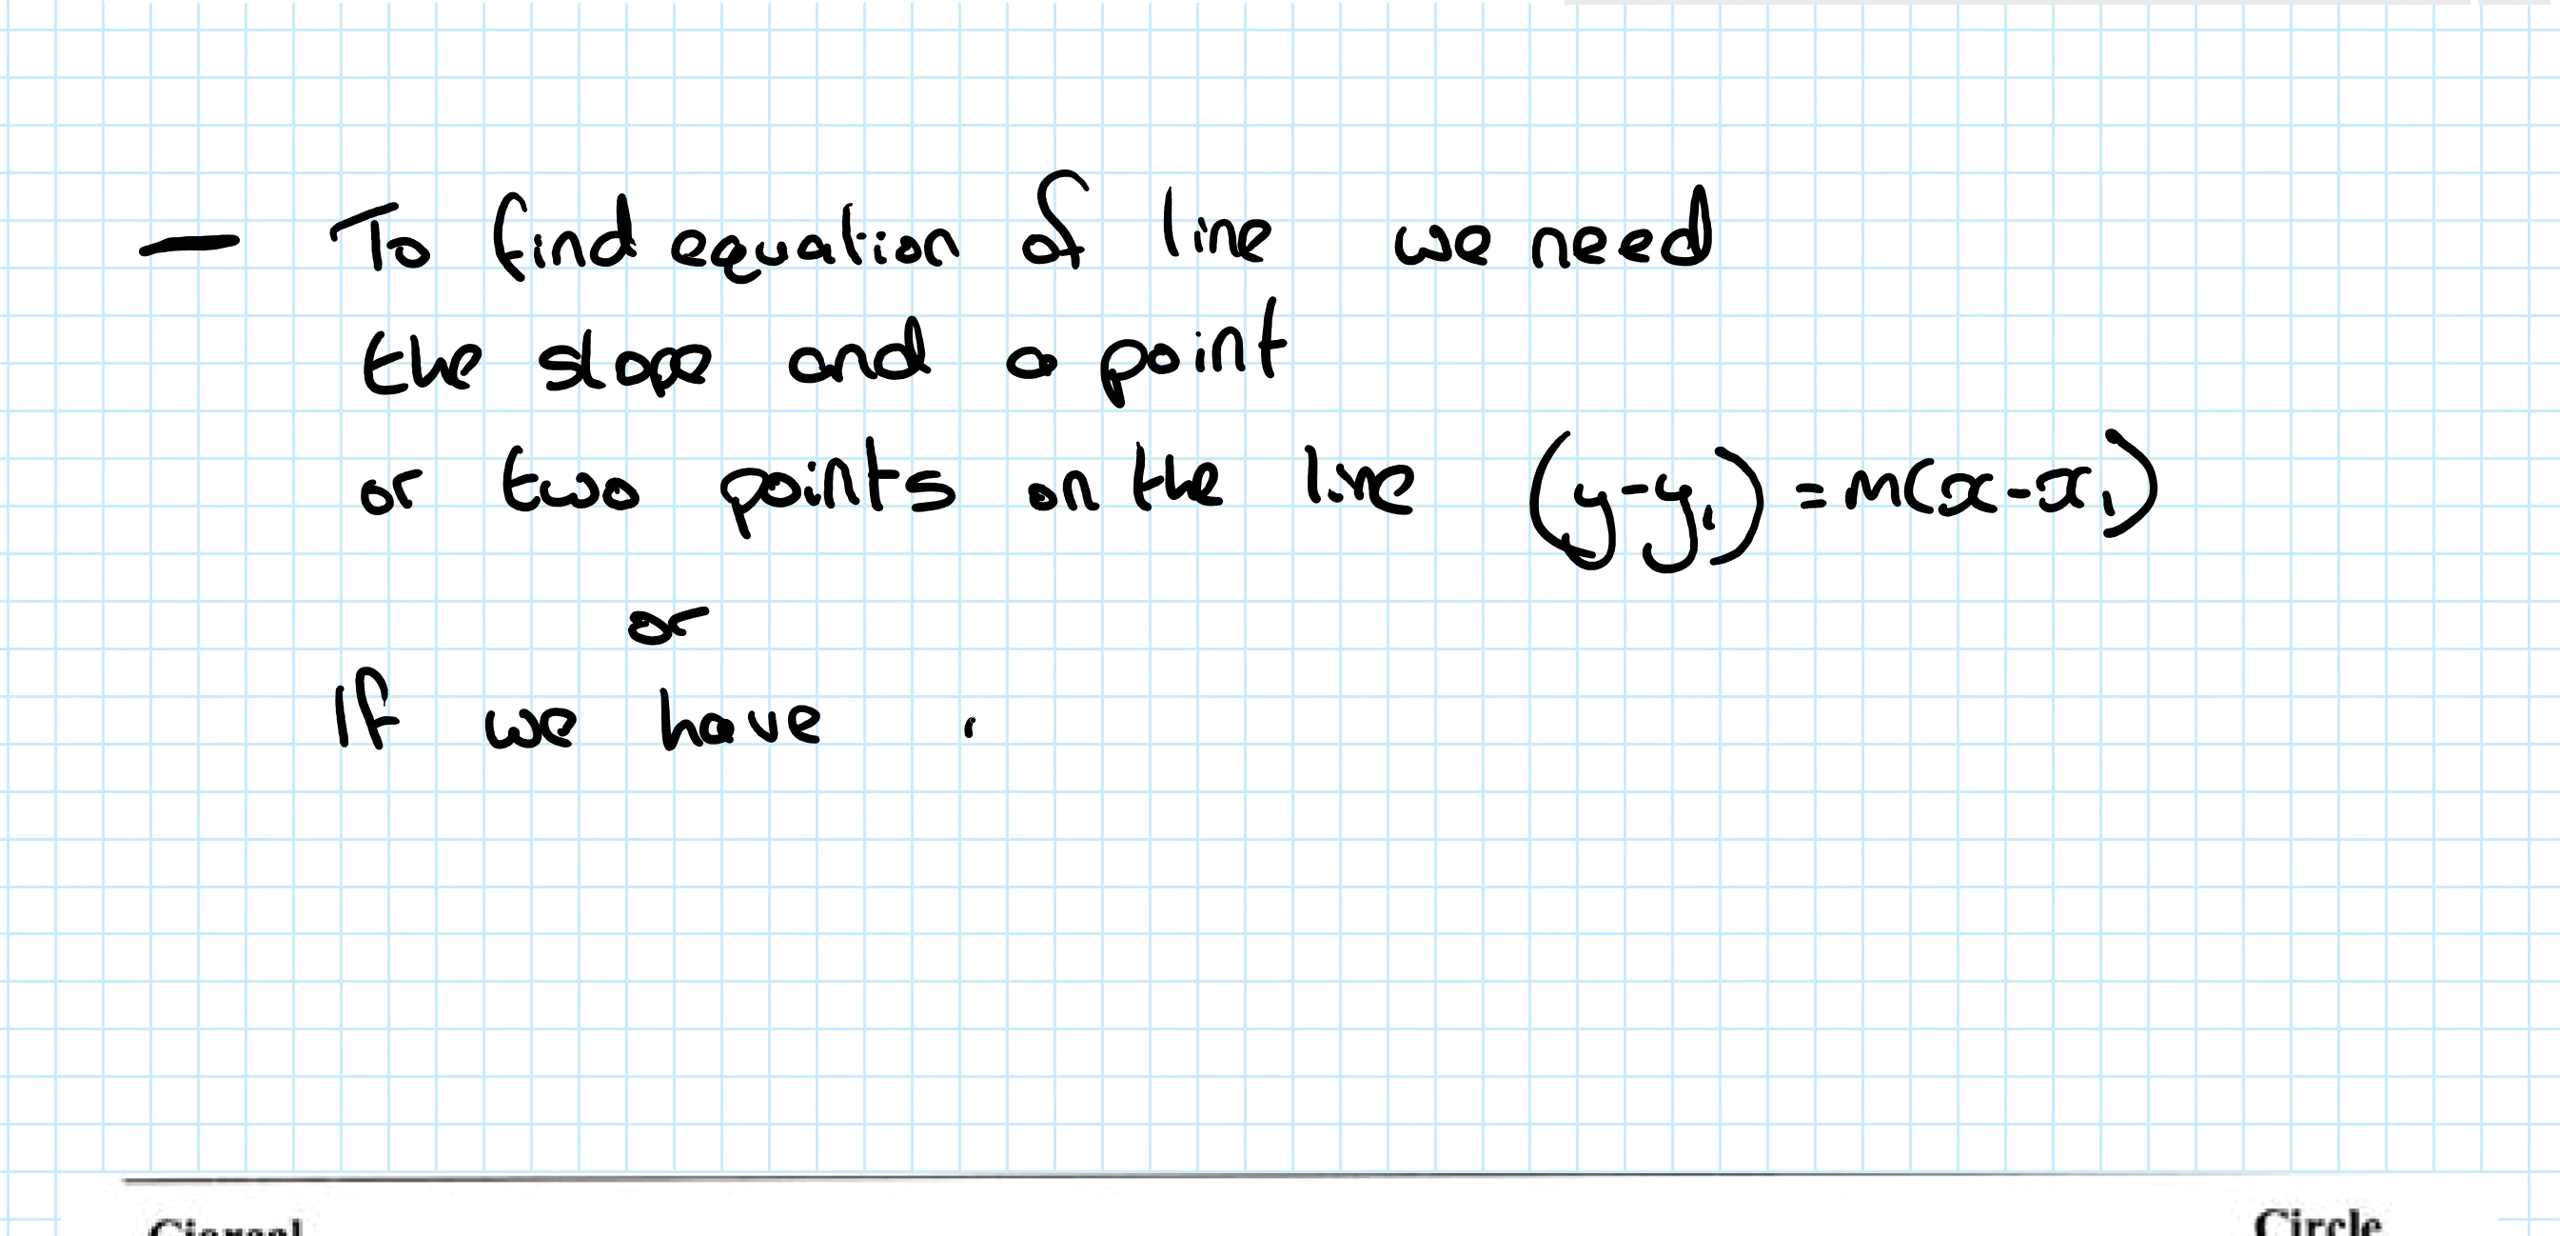 — To find equation of line we need
the slope and a point
or two points on the line (y-y₁) = m(x-x₁)
or
If we have
Circle